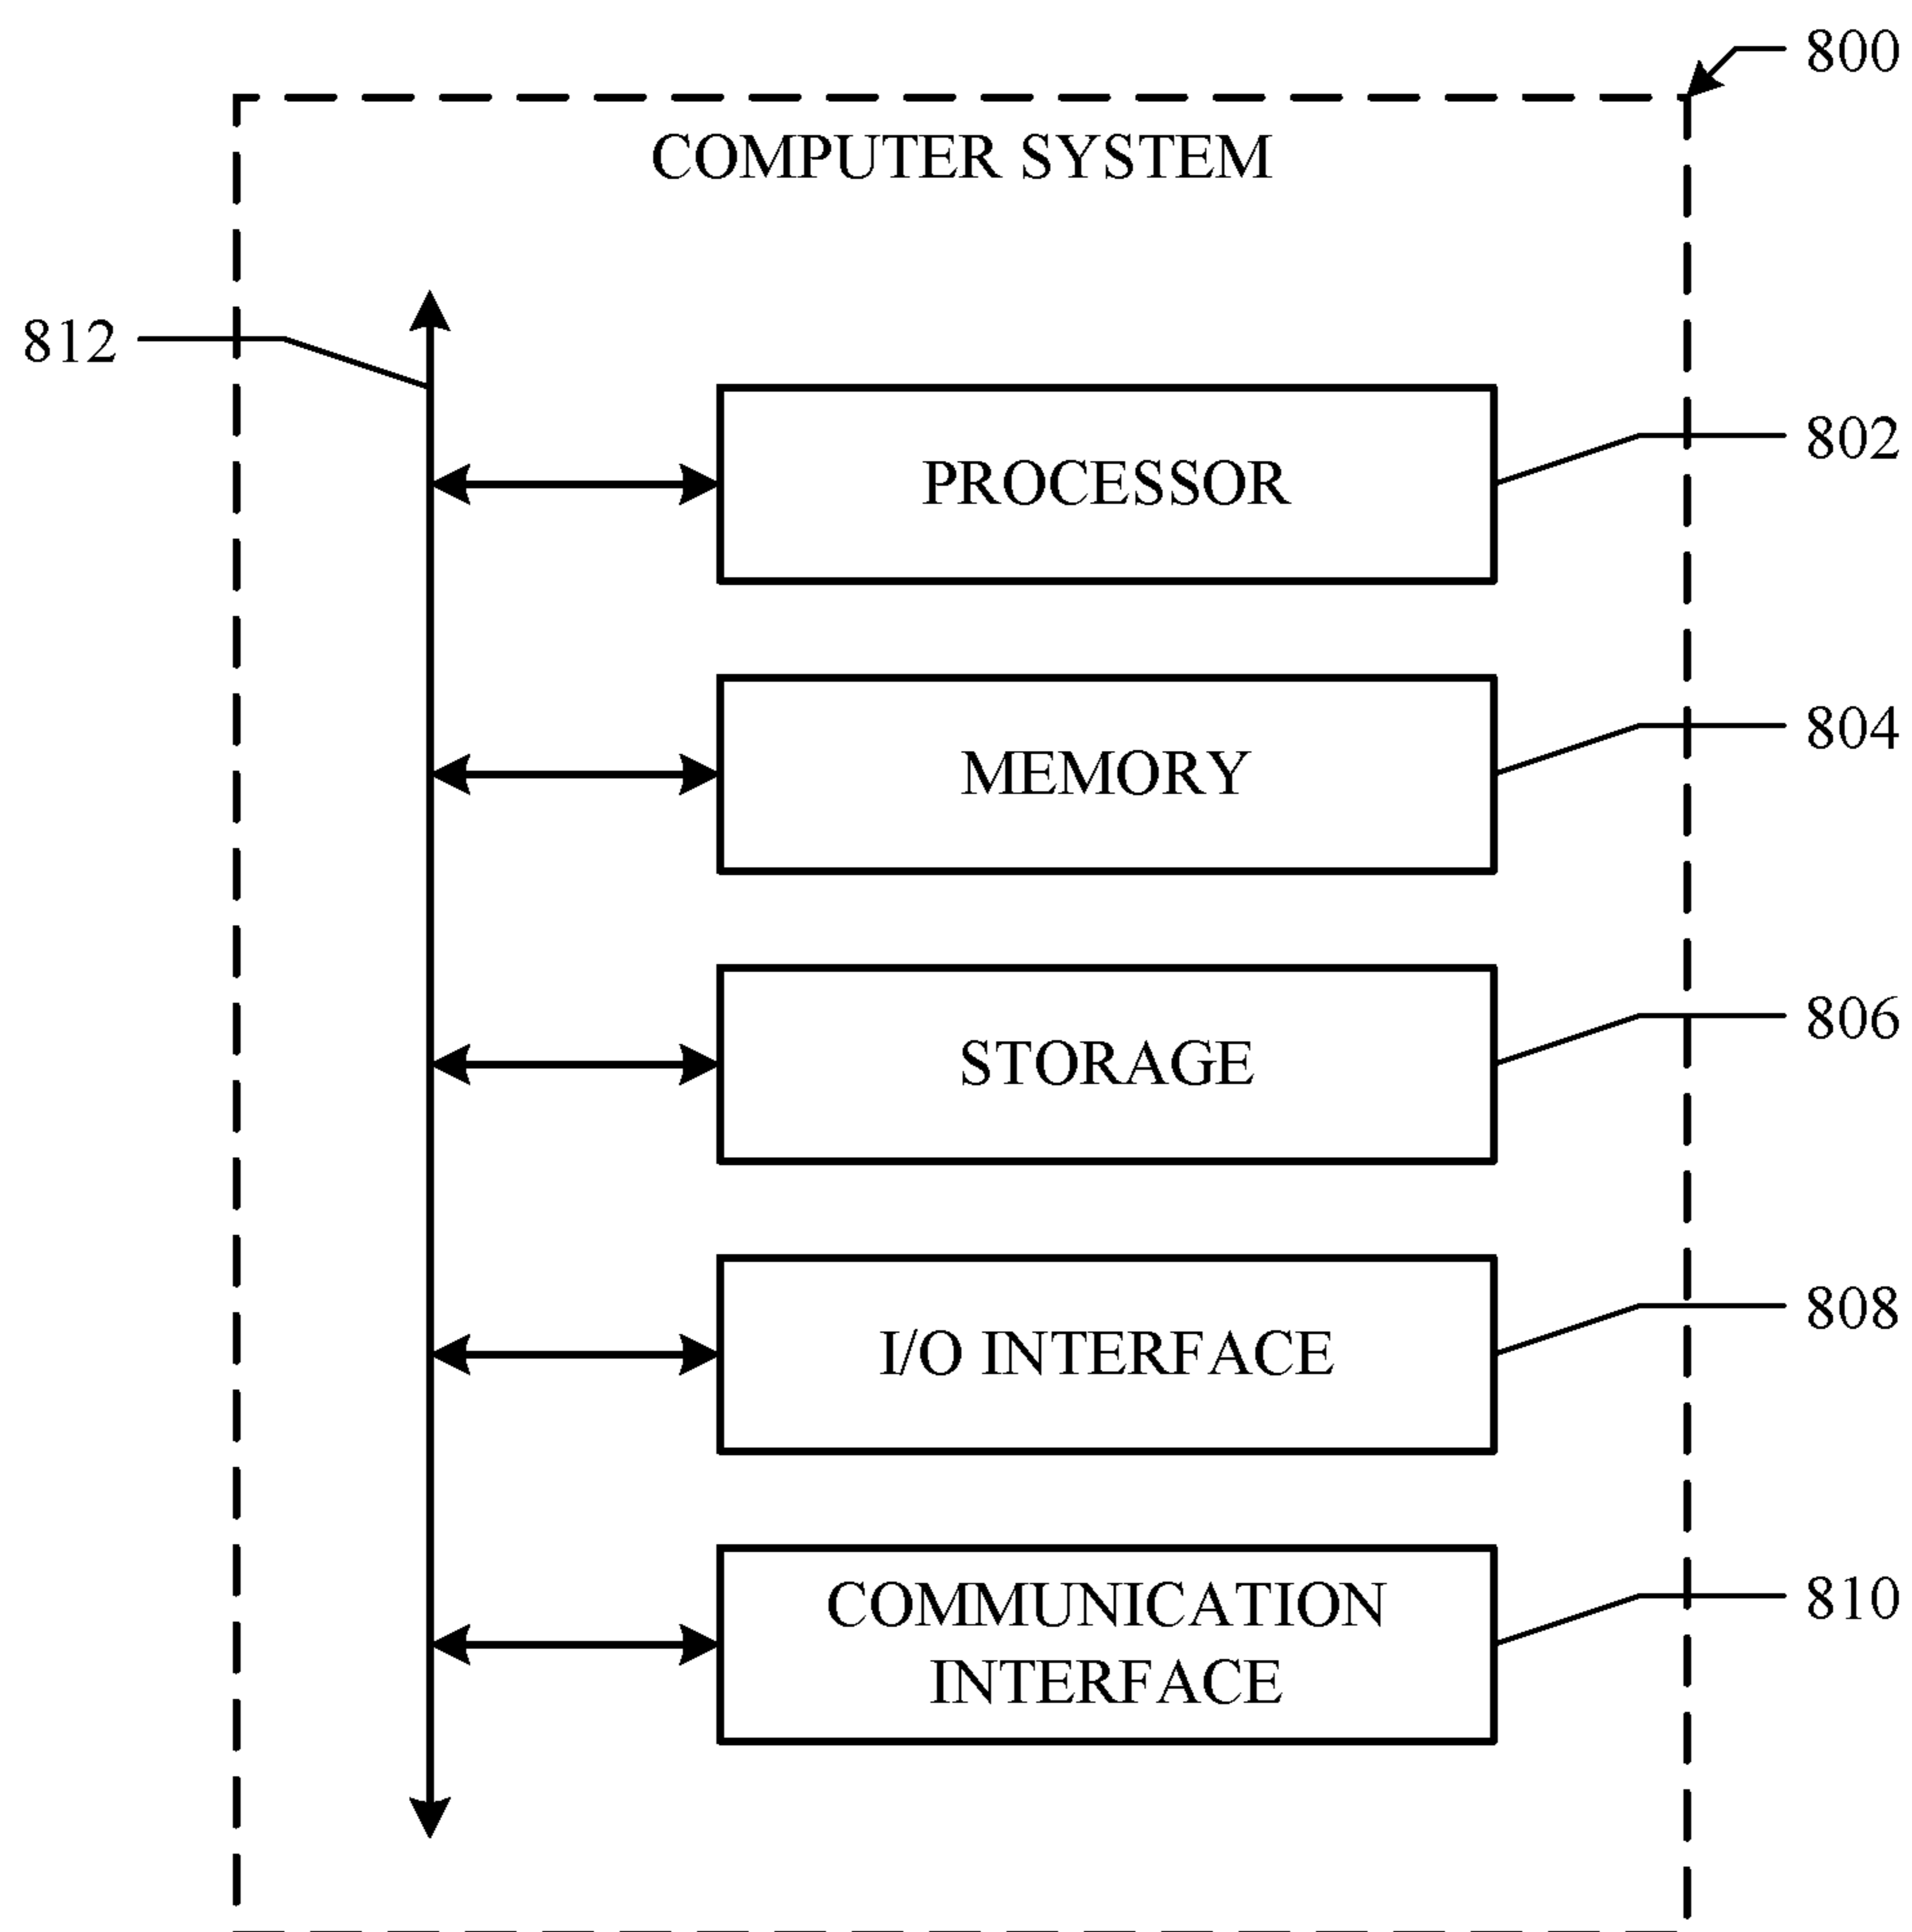 800
COMPUTER SYSTEM
812
802
PROCESSOR
804
MEMORY
806
STORAGE
808
I/O INTERFACE
810
COMMUNICATION
INTERFACE